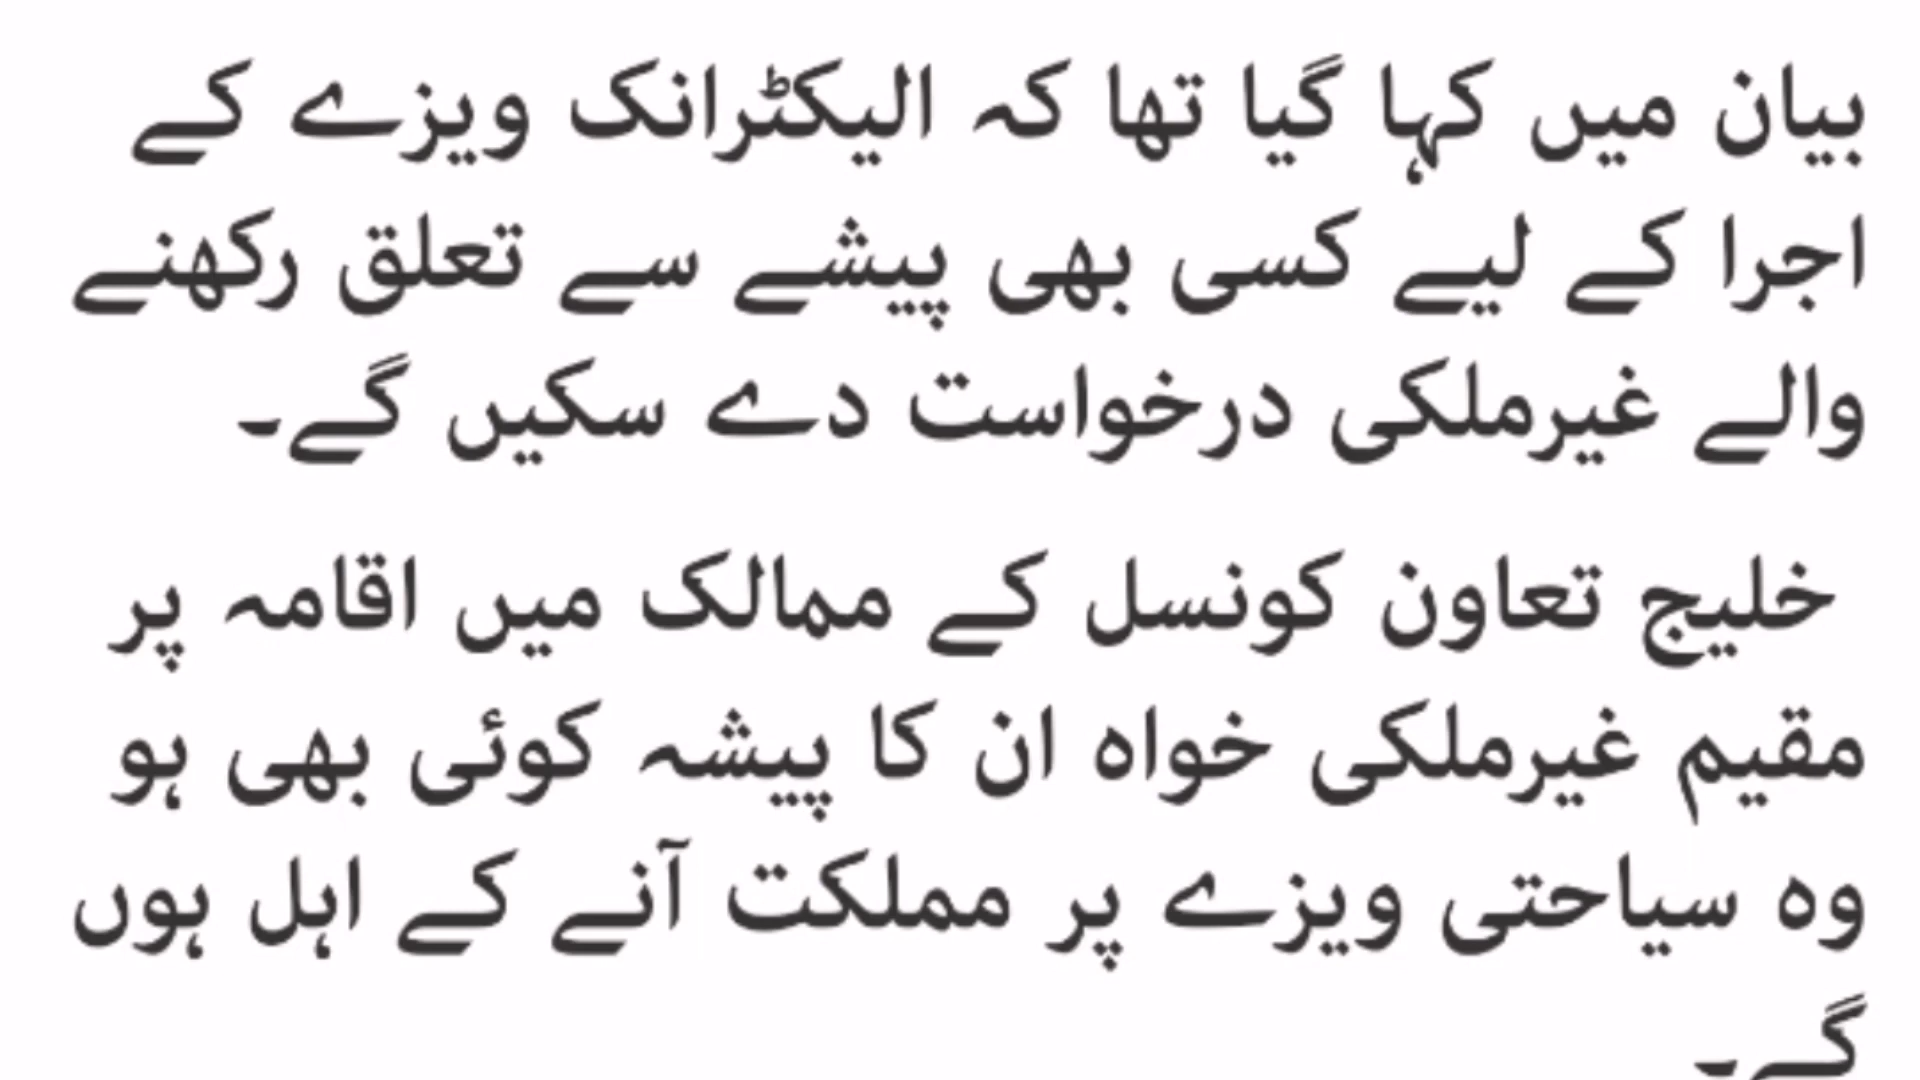 بیان میں کہا گیا تھا کہ الیکٹرانک ویزے کے
اجرا کے لیے کسی بھی پیشے سے تعلق رکھنے
والے غیرملکی درخواست دے سکیں گے۔
خلیج تعاون کونسل کے ممالک میں اقامہ پر
مقیم غیرملکی خواہ ان کا پیشہ کوئی بھی ہو
وہ سیاحتی ویزے پر مملکت آنے کے اہل ہوں
گے۔